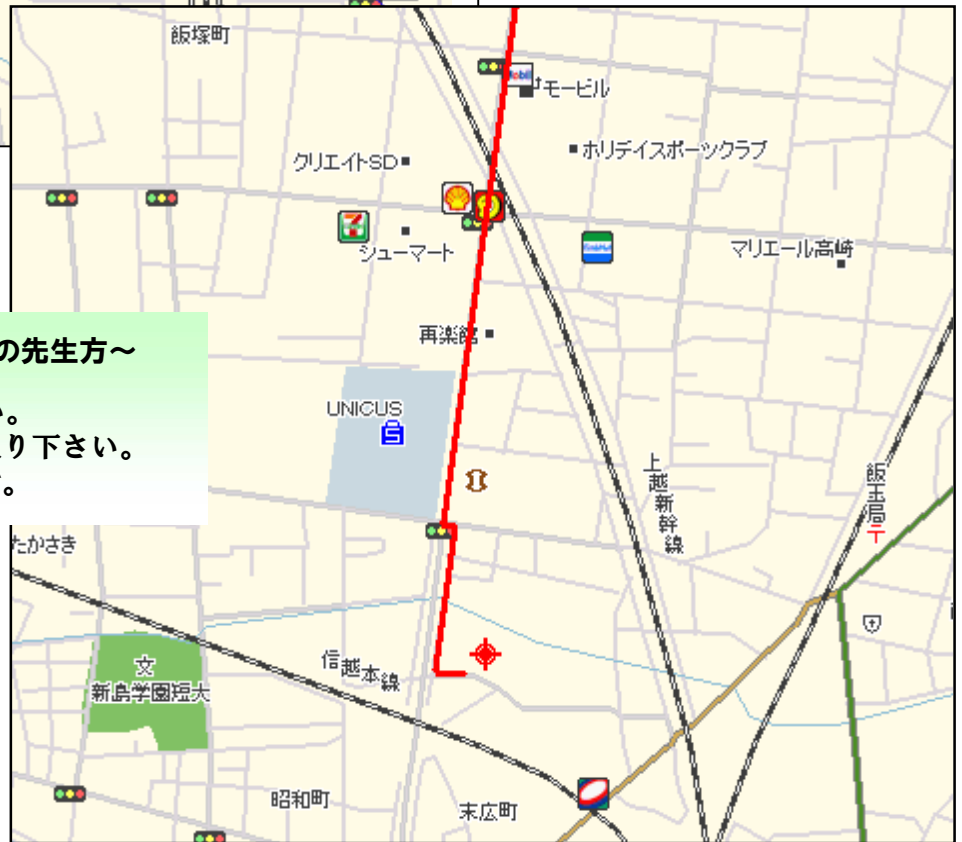 飯塚町
Mobil
モービル
ホリデイスポーツクラブ
クリエイトSD
シューマート
マリエール高崎
再楽館
の先生方～
い。
り下さい。
。
UNICUS
S
上越新幹線
飯玉局
〒
たかさき
文
新島学園短大
信越本線
昭和町
末広町